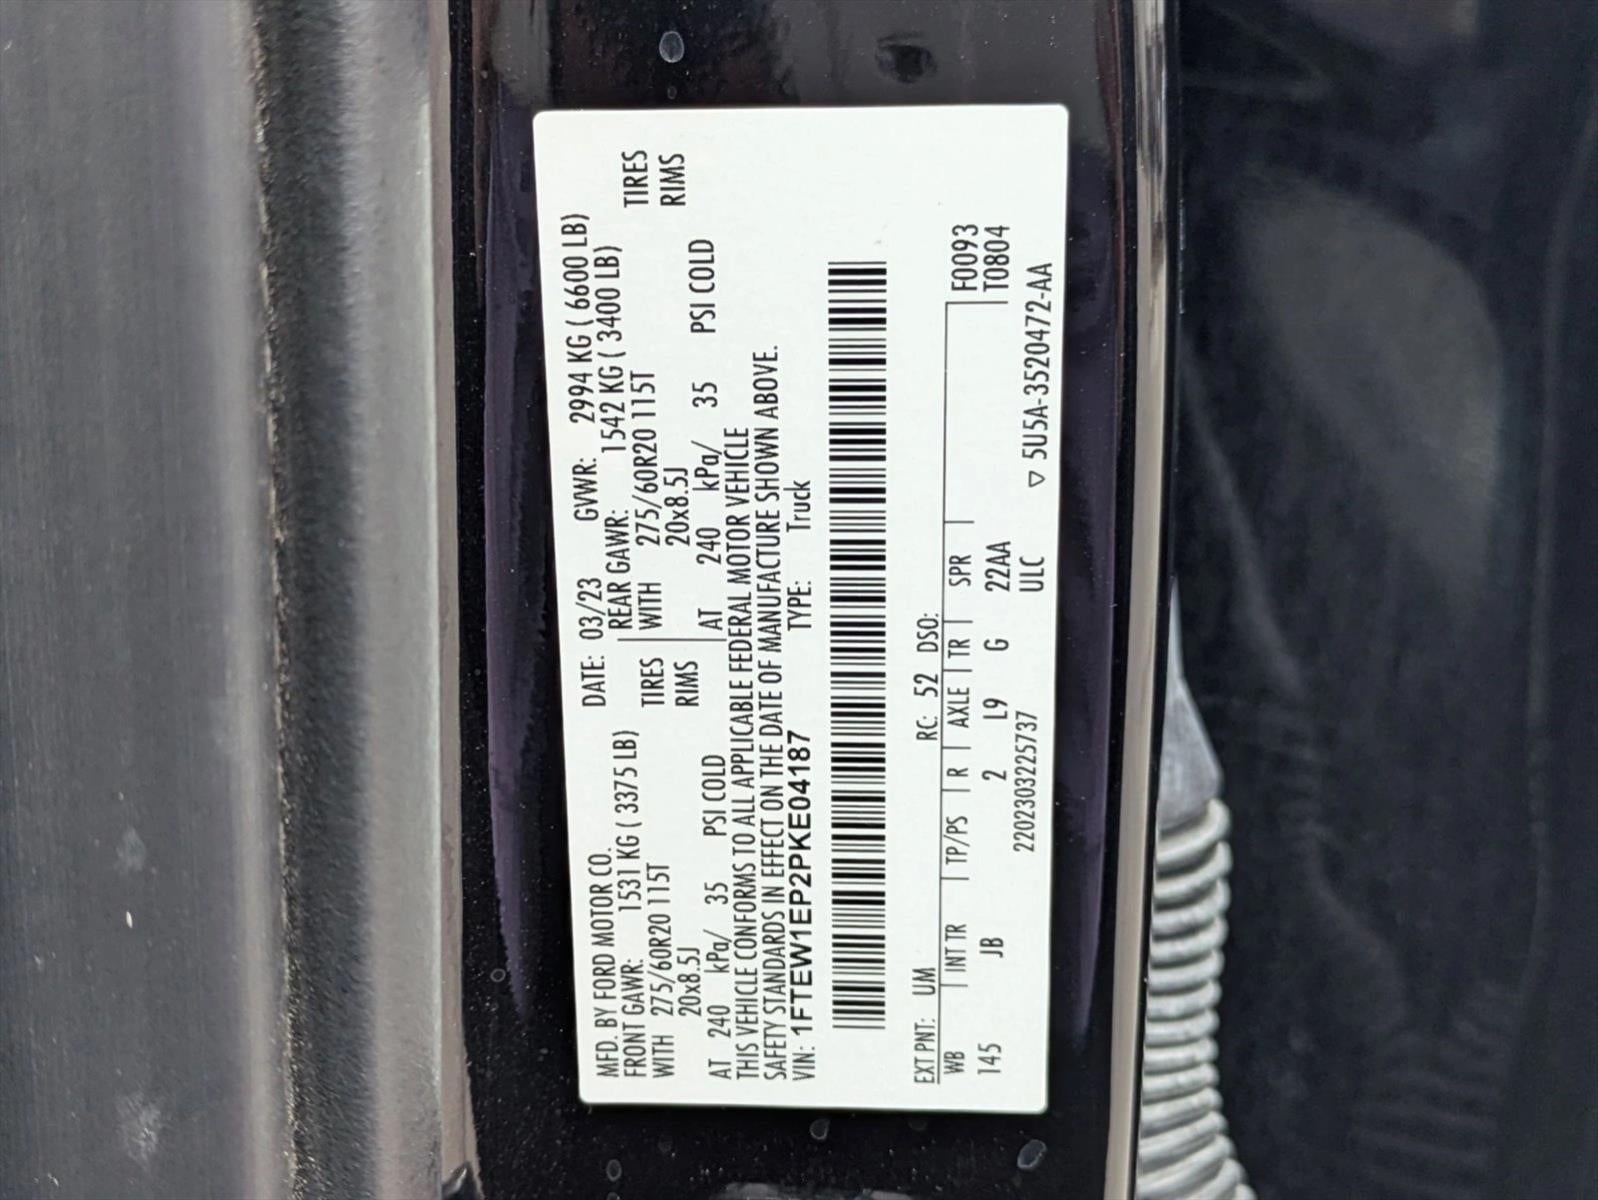 MFD. BY FORD MOTOR CO. DATE: 03/23 GVWR: 2994 KG ( 6600 LB)
FRONT GAWR: 1531 KG ( 3375 LB) REAR GAWR: 1542 KG ( 3400 LB)
WITH 275/60R20 115T TIRES WITH 275/60R20 115T TIRES
20x8.5J RIMS 20x8.5J RIMS
AT 240 kPa/ 35 PSI COLD AT 240 kPa/ 35 PSI COLD
THIS VEHICLE CONFORMS TO ALL APPLICABLE FEDERAL MOTOR VEHICLE
SAFETY STANDARDS IN EFFECT ON THE DATE OF MANUFACTURE SHOWN ABOVE.
VIN: 1FTEW1EP2PKE04187 TYPE: Truck
EXT PNT: UM RC: 52 DSO:
WB | INT TR | TP/PS | R | AXLE | TR | SPR F0093
145 JB 2 L9 G 22AA T0804
2202303225737 ULC ▽ 5U5A-3520472-AA